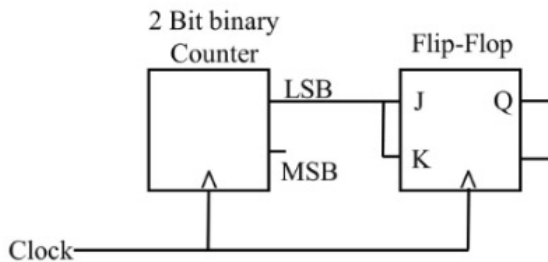 2 Bit binary
Counter
Flip-Flop
LSB
J
Q
MSB
K
Clock